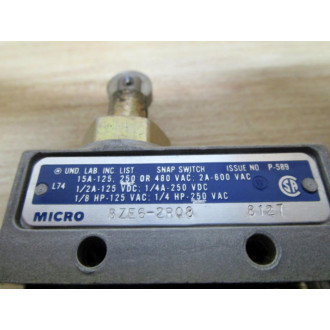 UND. LAB. INC. LIST SNAP SWITCH ISSUE NO P-589
15A-125, 250 OR 480 VAC: 2A-600 VAC
L74 1/2A-125 VDC: 1/4A-250 VDC
1/8 HP-125 VAC: 1/4 HP-250 VAC
MICRO BZE6-2RQ8 812T